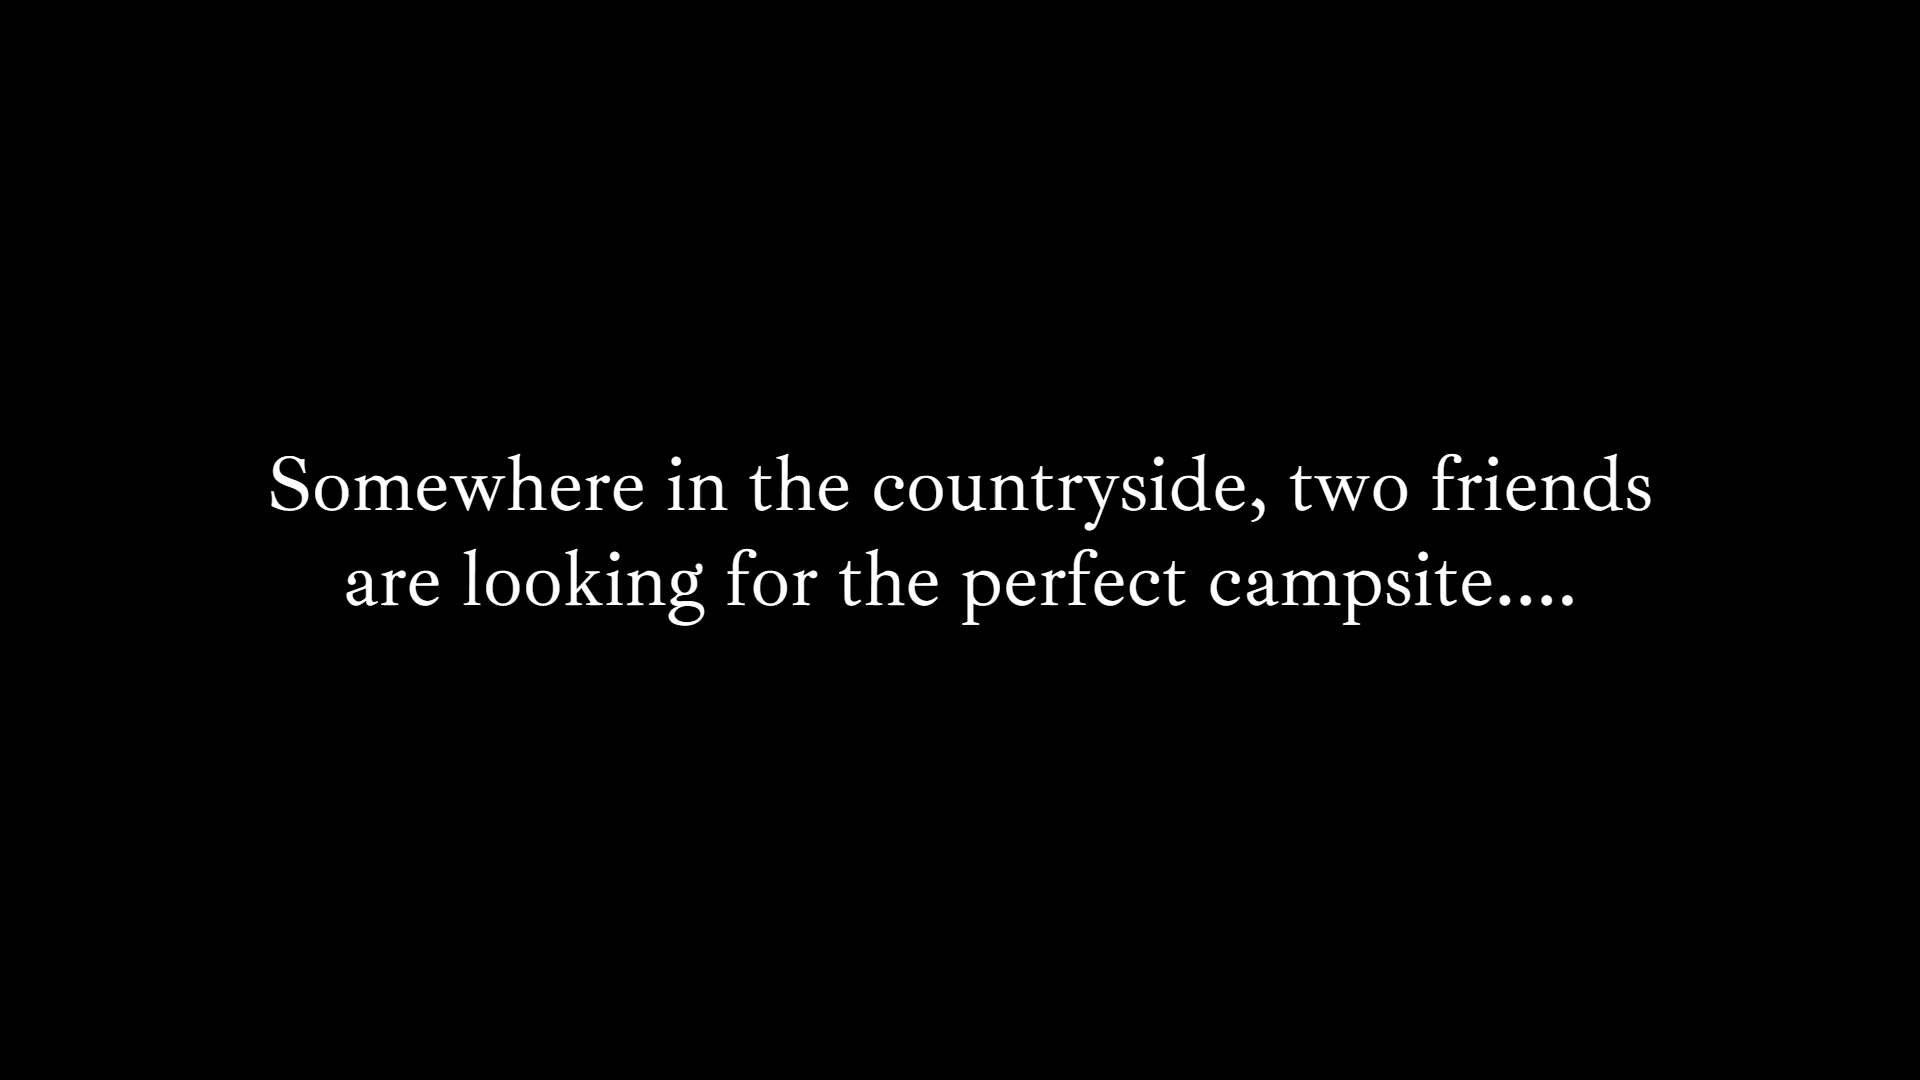 Somewhere in the countryside, two friends
are looking for the perfect campsite....